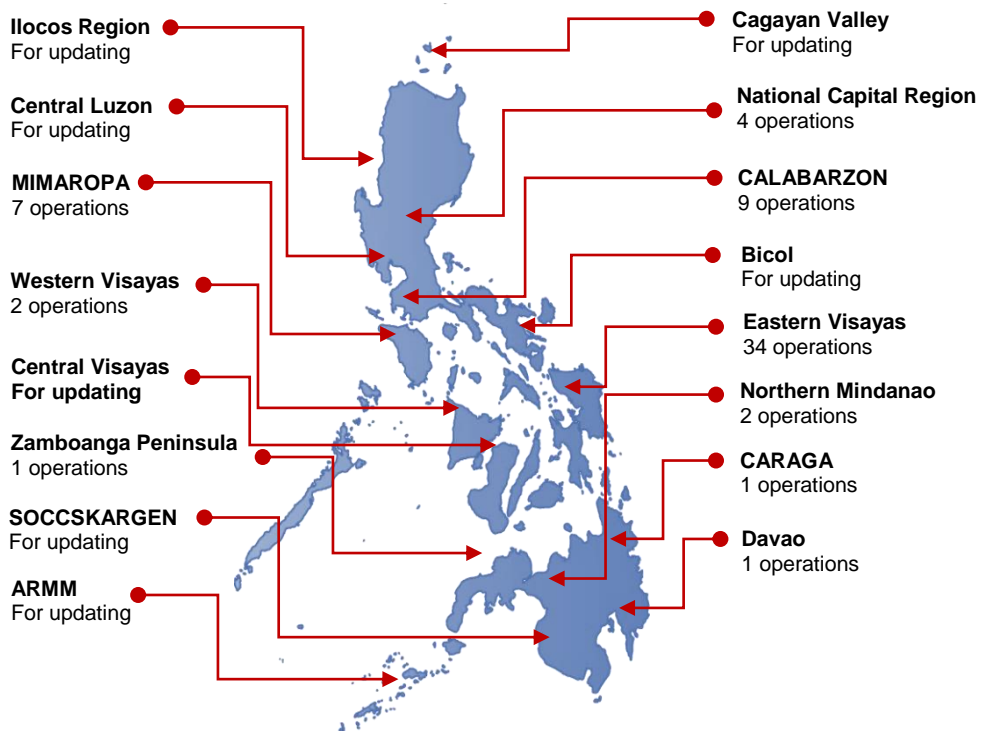 Ilocos Region
For updating
Central Luzon
For updating
MIMAROPA
7 operations
Western Visayas
2 operations
Central Visayas
For updating
Zamboanga Peninsula
1 operations
SOCCSKARGEN
For updating
ARMM
For updating
Cagayan Valley
For updating
National Capital Region
4 operations
CALABARZON
9 operations
Bicol
For updating
Eastern Visayas
34 operations
Northern Mindanao
2 operations
CARAGA
1 operations
Davao
1 operations